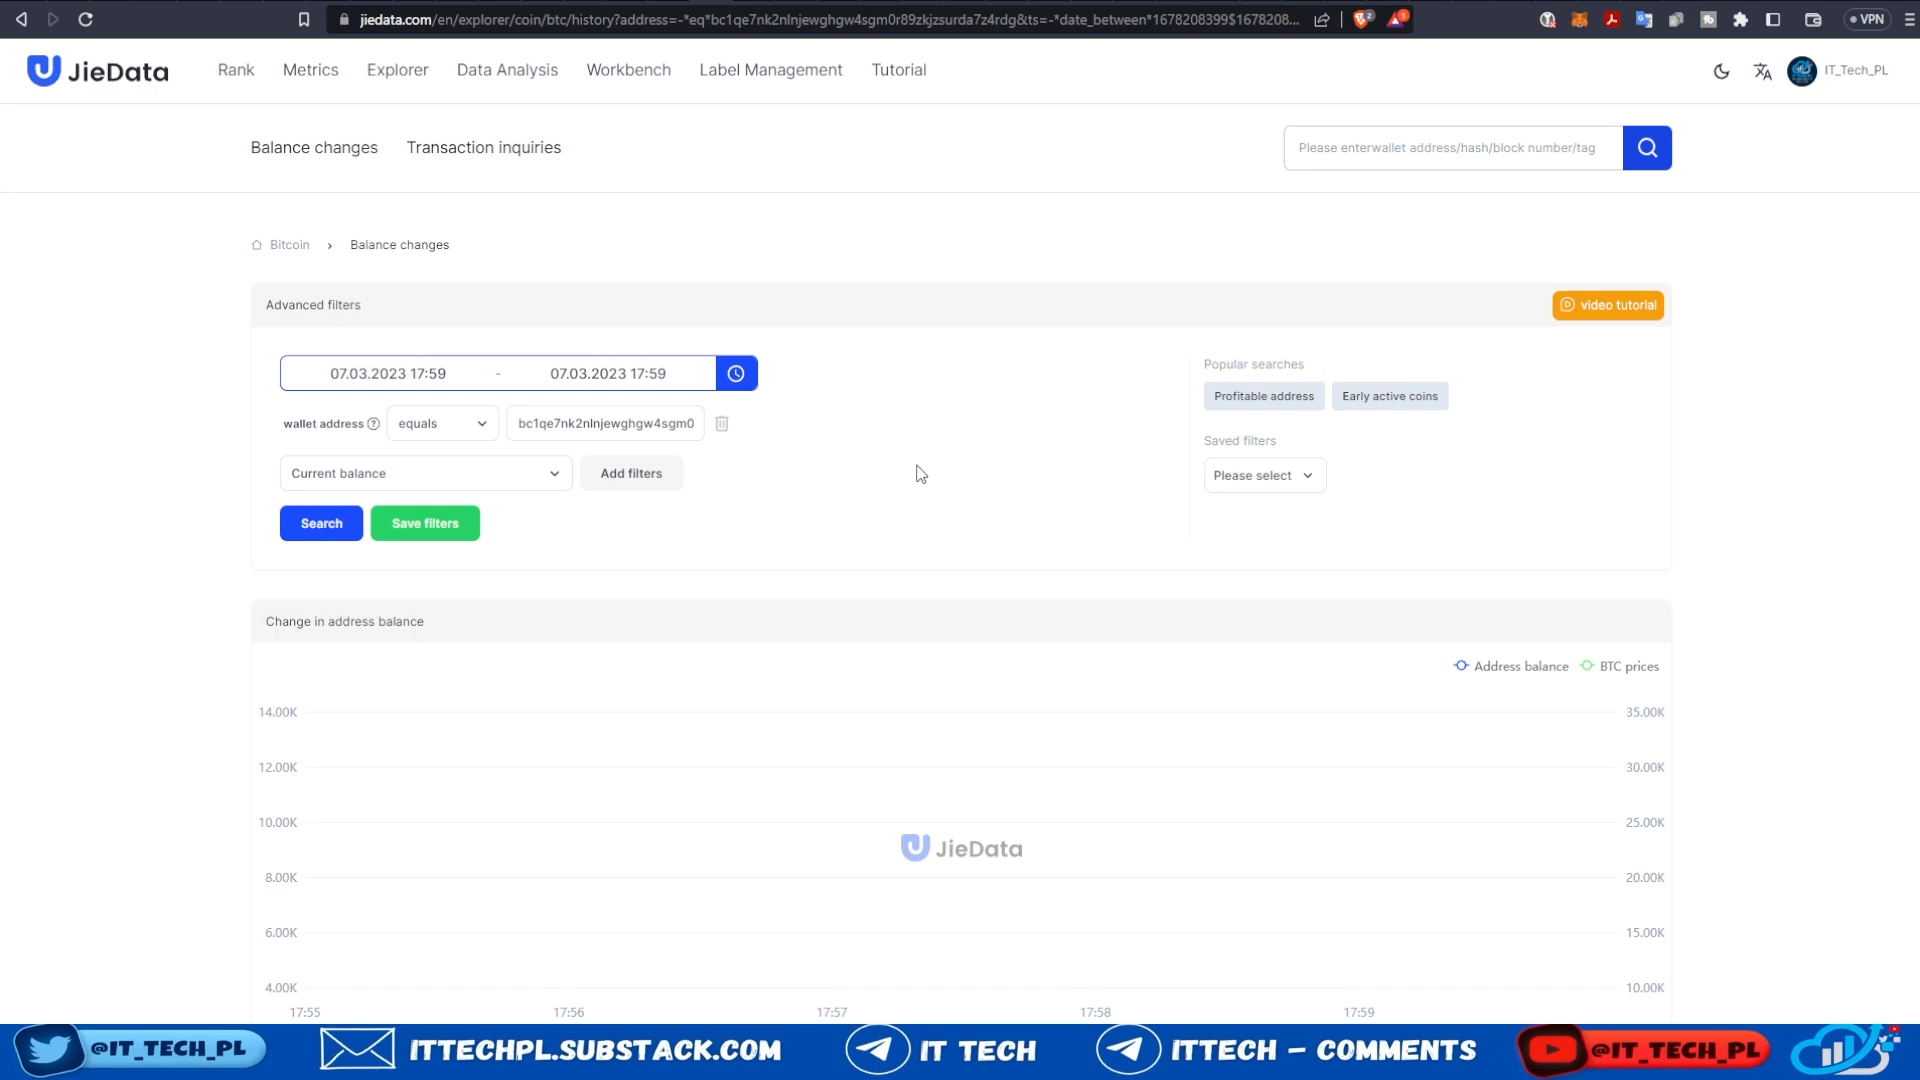 jiedata.com/en/explorer/coin/btc/history?address=-*eq*bc1qe7nk2nlnjewghgw4sgm0r89zkjzsurda7z4rdg&ts=-*date_between*1678208399$1678208...
VPN
JieData
Rank
Metrics
Explorer
Data Analysis
Workbench
Label Management
Tutorial
IT_Tech_PL
Balance changes
Transaction inquiries
Please enterwallet address/hash/block number/tag
Bitcoin › Balance changes
Advanced filters
video tutorial
07.03.2023 17:59 - 07.03.2023 17:59
wallet address
equals
bc1qe7nk2nlnjewghgw4sgm0
Current balance
Add filters
Search
Save filters
Popular searches
Profitable address
Early active coins
Saved filters
Please select
Change in address balance
Address balance
BTC prices
14.00K
12.00K
10.00K
8.00K
6.00K
4.00K
35.00K
30.00K
25.00K
20.00K
15.00K
10.00K
JieData
17:55
17:56
17:57
17:58
17:59
@IT_TECH_PL
ITTECHPL.SUBSTACK.COM
IT TECH
ITTECH - COMMENTS
@IT_TECH_PL